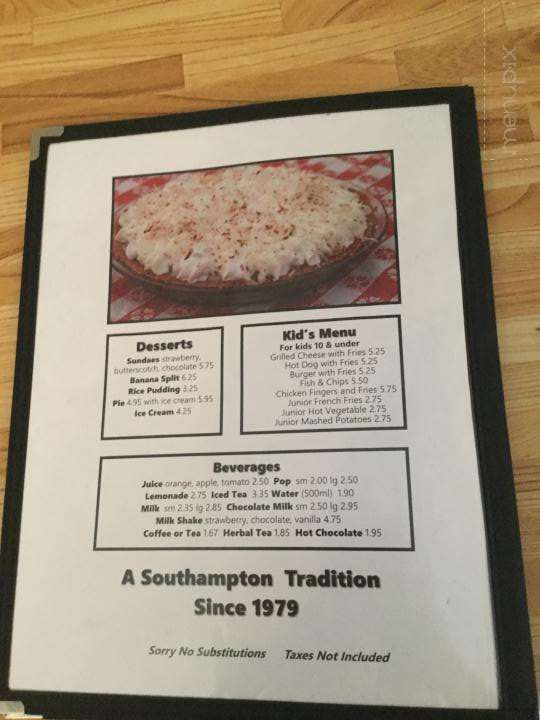 menupix
Desserts
Sundaes strawberry,
butterscotch, chocolate 5.75
Banana Split 6.25
Rice Pudding 3.25
Pie 4.95 with ice cream 5.95
Ice Cream 4.25
Kid's Menu
For kids 10 & under
Grilled Cheese with Fries 5.25
Hot Dog with Fries 5.25
Burger with Fries 5.25
Fish & Chips 5.50
Chicken Fingers and Fries 5.75
Junior French Fries 2.75
Junior Hot Vegetable 2.75
Junior Mashed Potatoes 2.75
Beverages
Juice orange, apple, tomato 2.50 Pop sm 2.00 lg 2.50
Lemonade 2.75 Iced Tea 3.35 Water (500ml) 1.90
Milk sm 2.35 lg 2.85 Chocolate Milk sm 2.50 lg 2.95
Milk Shake strawberry, chocolate, vanilla 4.75
Coffee or Tea 1.67 Herbal Tea 1.85 Hot Chocolate 1.95
A Southampton Tradition
Since 1979
Sorry No Substitutions Taxes Not Included